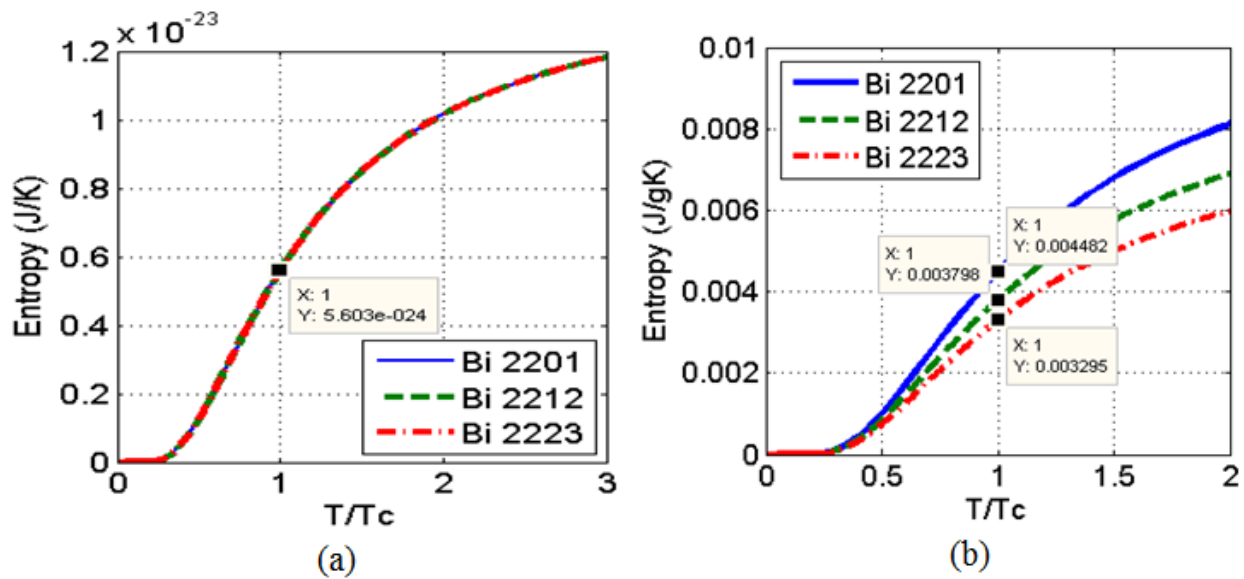 × 10-23
1.2
1
0.8
0.6
0.4
0.2
0
Entropy (J/K)
X: 1
Y: 5.603e-024
Bi 2201
Bi 2212
Bi 2223
0 1 2 3
T/Tc
(a)
0.01
0.008
0.006
0.004
0.002
0
Entropy (J/gK)
Bi 2201
Bi 2212
Bi 2223
X: 1
Y: 0.004482
X: 1
Y: 0.003798
X: 1
Y: 0.003295
0 0.5 1 1.5 2
T/Tc
(b)